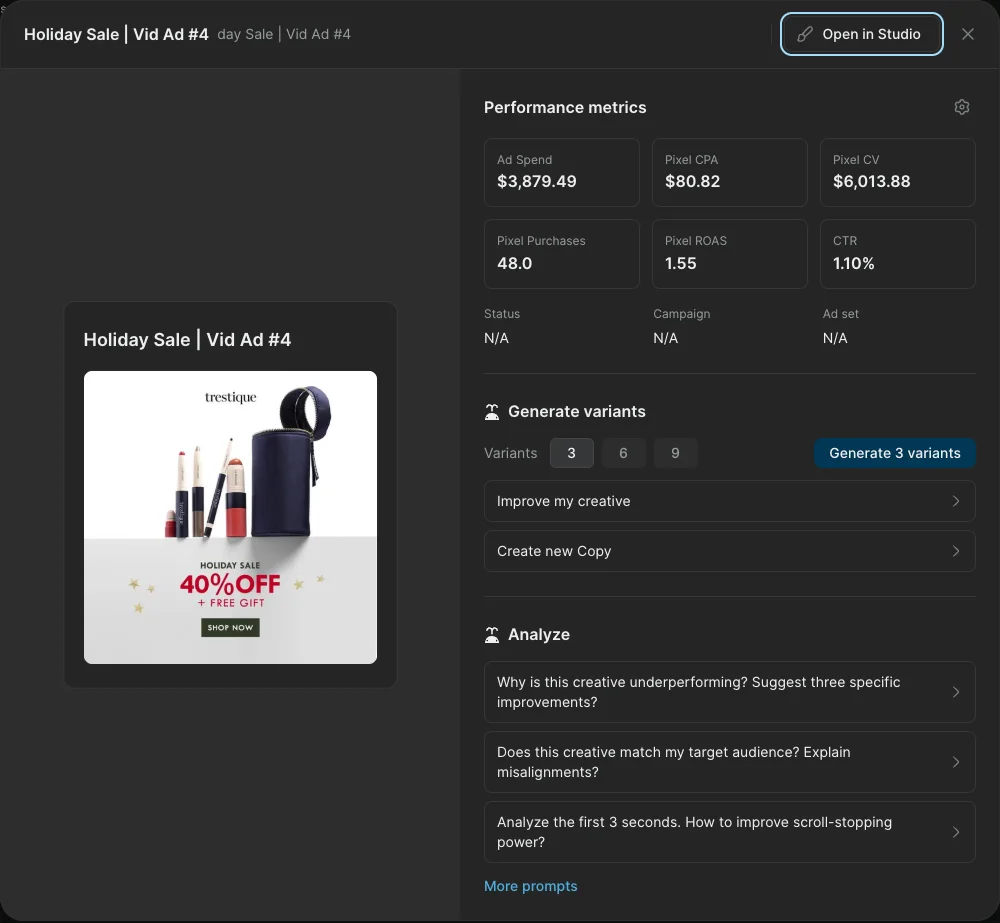 Holiday Sale | Vid Ad #4 day Sale | Vid Ad #4
Open in Studio
Holiday Sale | Vid Ad #4
trestique
HOLIDAY SALE
40%OFF
+ FREE GIFT
SHOP NOW
Performance metrics
Ad Spend
$3,879.49
Pixel CPA
$80.82
Pixel CV
$6,013.88
Pixel Purchases
48.0
Pixel ROAS
1.55
CTR
1.10%
Status
N/A
Campaign
N/A
Ad set
N/A
Generate variants
Variants 3 6 9
Generate 3 variants
Improve my creative
Create new Copy
Analyze
Why is this creative underperforming? Suggest three specific
improvements?
Does this creative match my target audience? Explain
misalignments?
Analyze the first 3 seconds. How to improve scroll-stopping
power?
More prompts